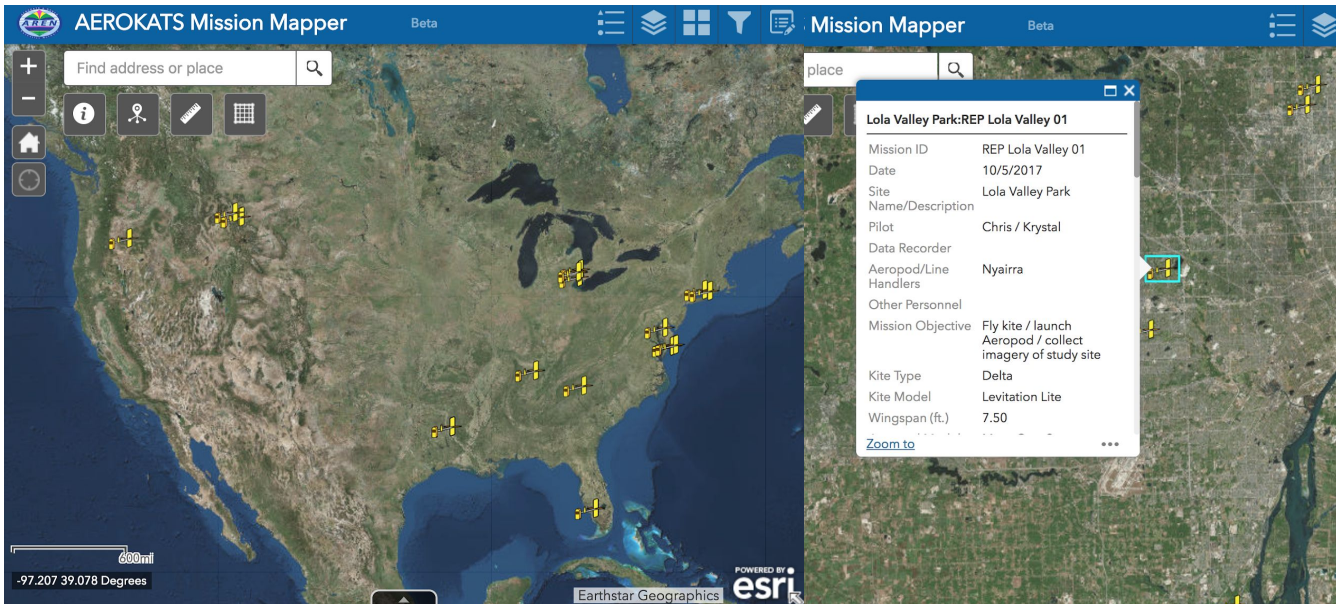 AREN
AEROKATS Mission Mapper
Beta
Find address or place
600mi
-97.207 39.078 Degrees
Earthstar Geographics
POWERED BY
esri
Mission Mapper
Beta
place
Lola Valley Park:REP Lola Valley 01
Mission ID REP Lola Valley 01
Date 10/5/2017
Site Lola Valley Park
Name/Description
Pilot Chris / Krystal
Data Recorder
Aeropod/Line Nyairra
Handlers
Other Personnel
Mission Objective Fly kite / launch
Aeropod / collect
imagery of study site
Kite Type Delta
Kite Model Levitation Lite
Wingspan (ft.) 7.50
Zoom to